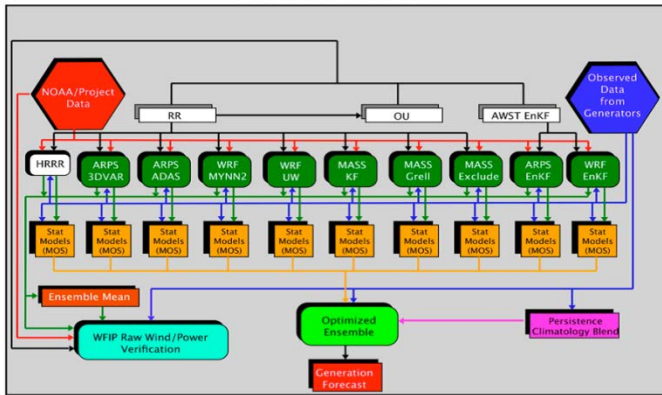 NOAA/Project
Data
Observed Data
from
Generators
RR
OU
AWST EnKF
HRRR
ARPS
3DVAR
ARPS
ADAS
WRF
MYNN2
WRF
UW
MASS
KF
MASS
Grell
MASS
Exclude
ARPS
EnKF
WRF
EnKF
Stat
Models
(MOS)
Stat
Models
(MOS)
Stat
Models
(MOS)
Stat
Models
(MOS)
Stat
Models
(MOS)
Stat
Models
(MOS)
Stat
Models
(MOS)
Stat
Models
(MOS)
Stat
Models
(MOS)
Stat
Models
(MOS)
Ensemble Mean
WFIP Raw Wind/Power
Verification
Optimized
Ensemble
Persistence
Climatology Blend
Generation
Forecast